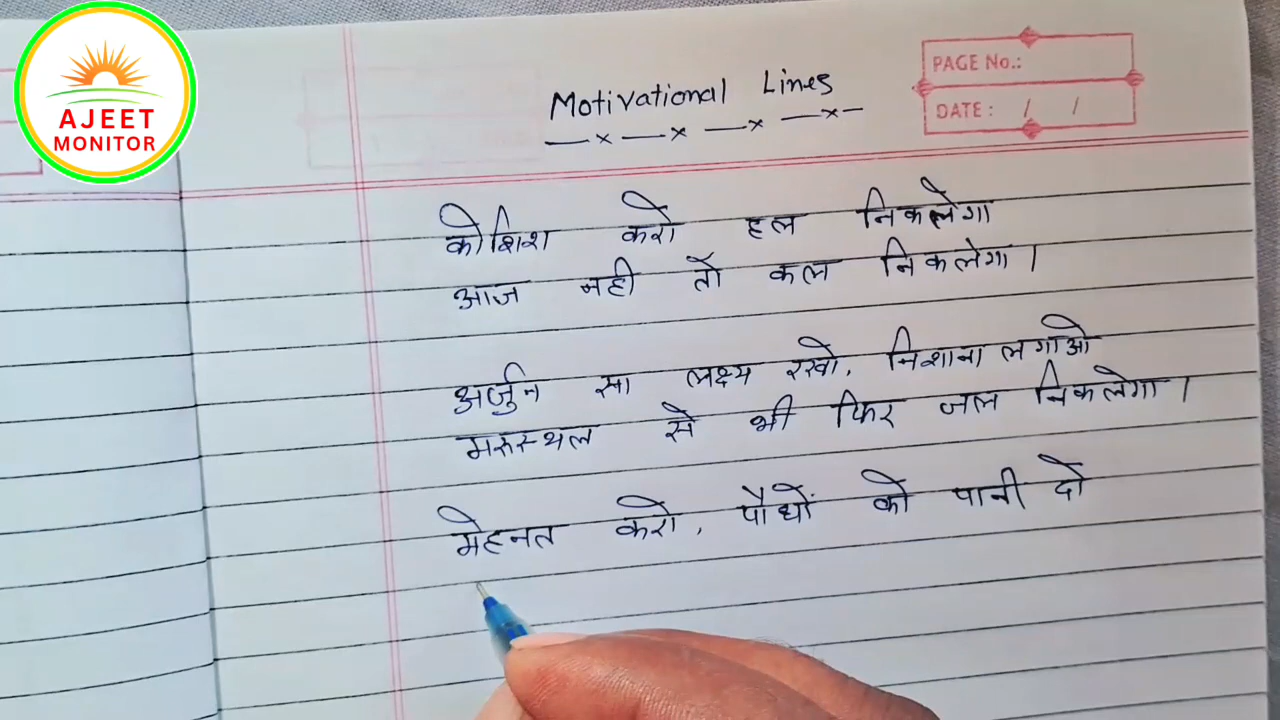 AJEET
MONITOR
PAGE No.:
DATE : / /
Motivational Lines
कोशिश करो हल निकलेगा
आज नही तो कल निकलेगा।
अर्जुन सा लक्ष्य रखो, निशाना लगाओ
मरुस्थल से भी फिर जल निकलेगा।
मेहनत करो, पौधों को पानी दो